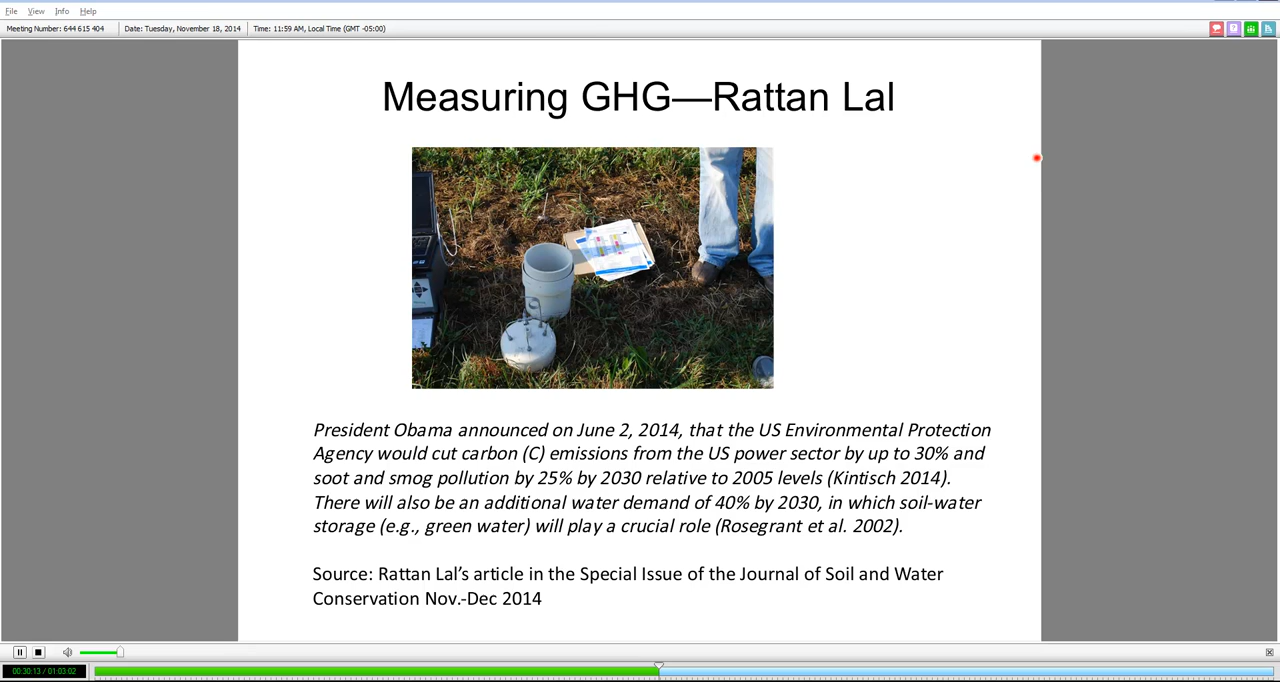 File View Info Help
Meeting Number: 644 615 404 Date: Tuesday, November 18, 2014 Time: 11:59 AM, Local Time (GMT -05:00)
Measuring GHG—Rattan Lal
President Obama announced on June 2, 2014, that the US Environmental Protection
Agency would cut carbon (C) emissions from the US power sector by up to 30% and
soot and smog pollution by 25% by 2030 relative to 2005 levels (Kintisch 2014).
There will also be an additional water demand of 40% by 2030, in which soil-water
storage (e.g., green water) will play a crucial role (Rosegrant et al. 2002).
Source: Rattan Lal’s article in the Special Issue of the Journal of Soil and Water
Conservation Nov.-Dec 2014
00:30:13 / 01:03:02